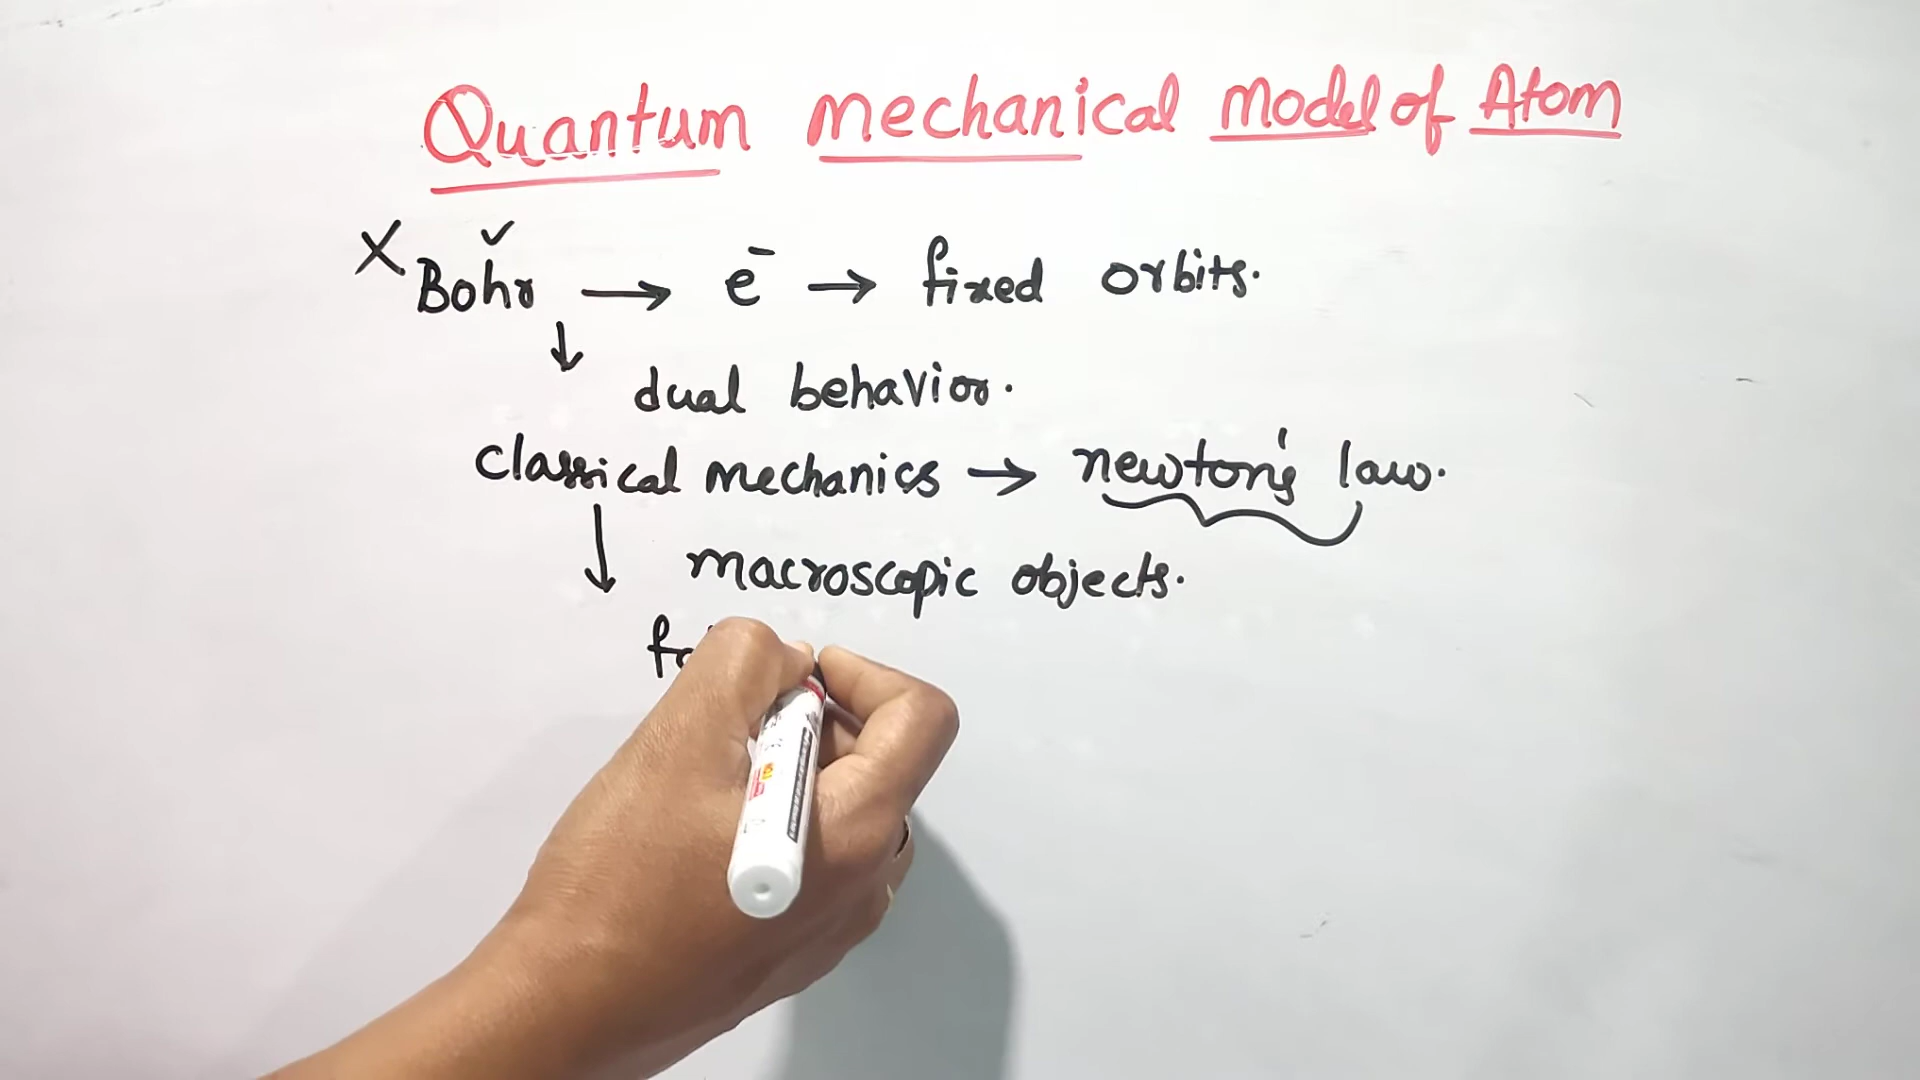 Quantum mechanical Model of Atom
X Bohr → e⁻ → fixed orbits.
↓
dual behavior.
classical mechanics → newton's law.
↓
macroscopic objects.